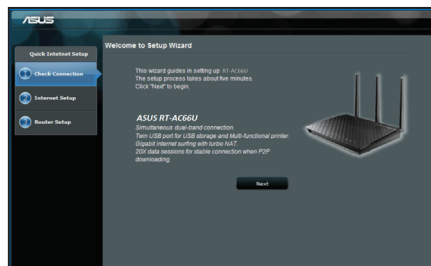 ASUS
Quick Internet Setup
1 Check Connection
2 Internet Setup
3 Router Setup
Welcome to Setup Wizard
This wizard guides in setting up RT-AC66U
The setup process takes about five minutes.
Click "Next" to begin.
ASUS RT-AC66U
Simultaneous dual-band connection.
Twin USB port for USB storage and Multi-functional printer.
Gigabit internet surfing with turbo NAT.
20X data sessions for stable connection when P2P
downloading.
Next